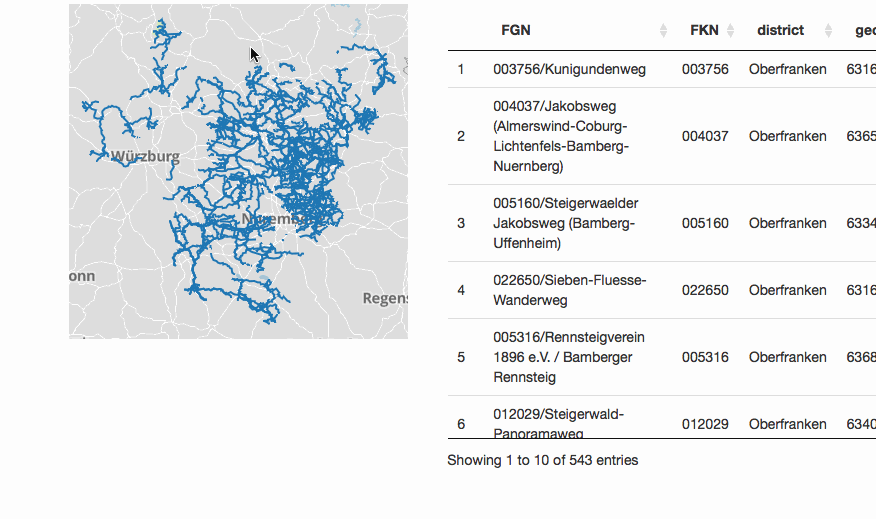 Würzburg
Nuremberg
onn
Regens
FGN FKN district geo
1 003756/Kunigundenweg 003756 Oberfranken 6316
004037/Jakobsweg
2 (Almerswind-Coburg- 004037 Oberfranken 6365
Lichtenfels-Bamberg-
Nuernberg)
005160/Steigerwaelder
3 Jakobsweg (Bamberg- 005160 Oberfranken 6334
Uffenheim)
4 022650/Sieben-Fluesse- 022650 Oberfranken 6316
Wanderweg
005316/Rennsteigverein
5 1896 e.V. / Bamberger 005316 Oberfranken 6368
Rennsteig
6 012029/Steigerwald- 012029 Oberfranken 6340
Panoramaweg
Showing 1 to 10 of 543 entries